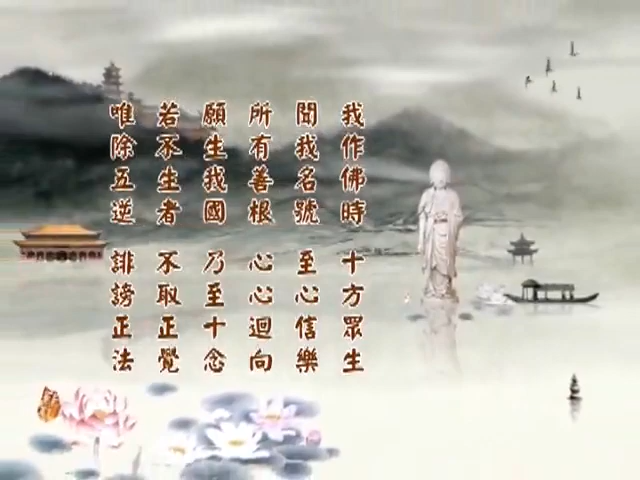 我作佛時 十方眾生
聞我名號 至心信樂
所有善根 心心迴向
願生我國 乃至十念
若不生者 不取正覺
唯除五逆 誹謗正法